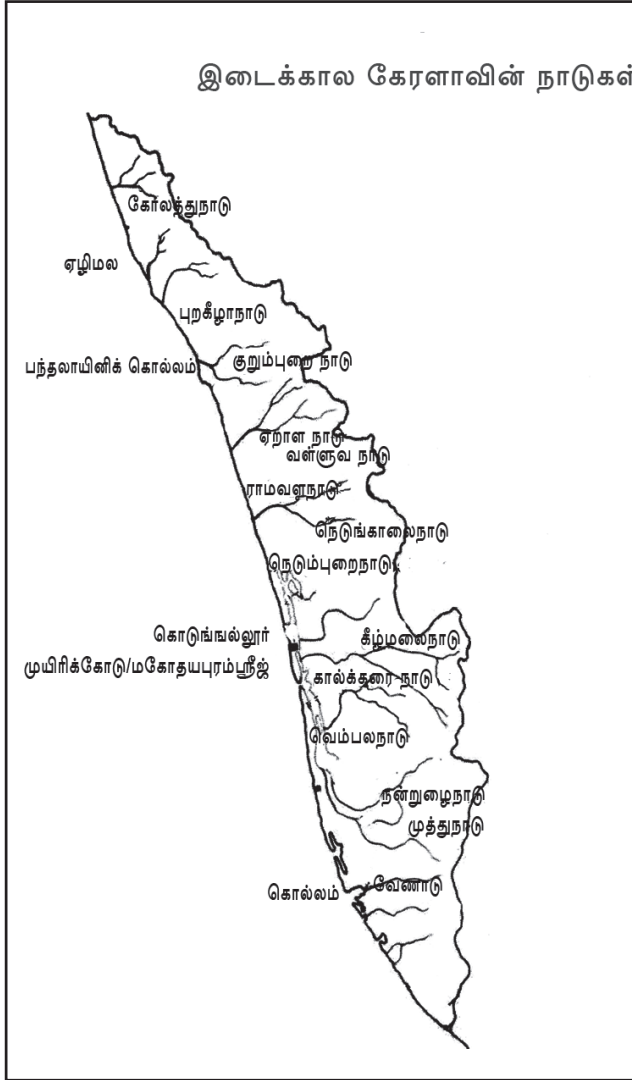 இடைக்கால கேரளாவின் நாடுகள்
கோலத்துநாடு
ஏழிமல
புறகீழாநாடு
பந்தலாயினிக் கொல்லம்
குறும்புறை நாடு
ஏறாள நாடு
வள்ளுவ நாடு
ராமவளநாடு
நெடுங்காலைநாடு
நெடும்புறைநாடு
கொடுங்ஙல்லூர்
கீழ்மலைநாடு
முயிரிக்கோடு/மகோதயபுரம்ஸ்ரீஜ்
கால்க்கரை-நாடு
வெம்பலநாடு
நன்றுழைநாடு
முத்துநாடு
கொல்லம்
வேணாடு